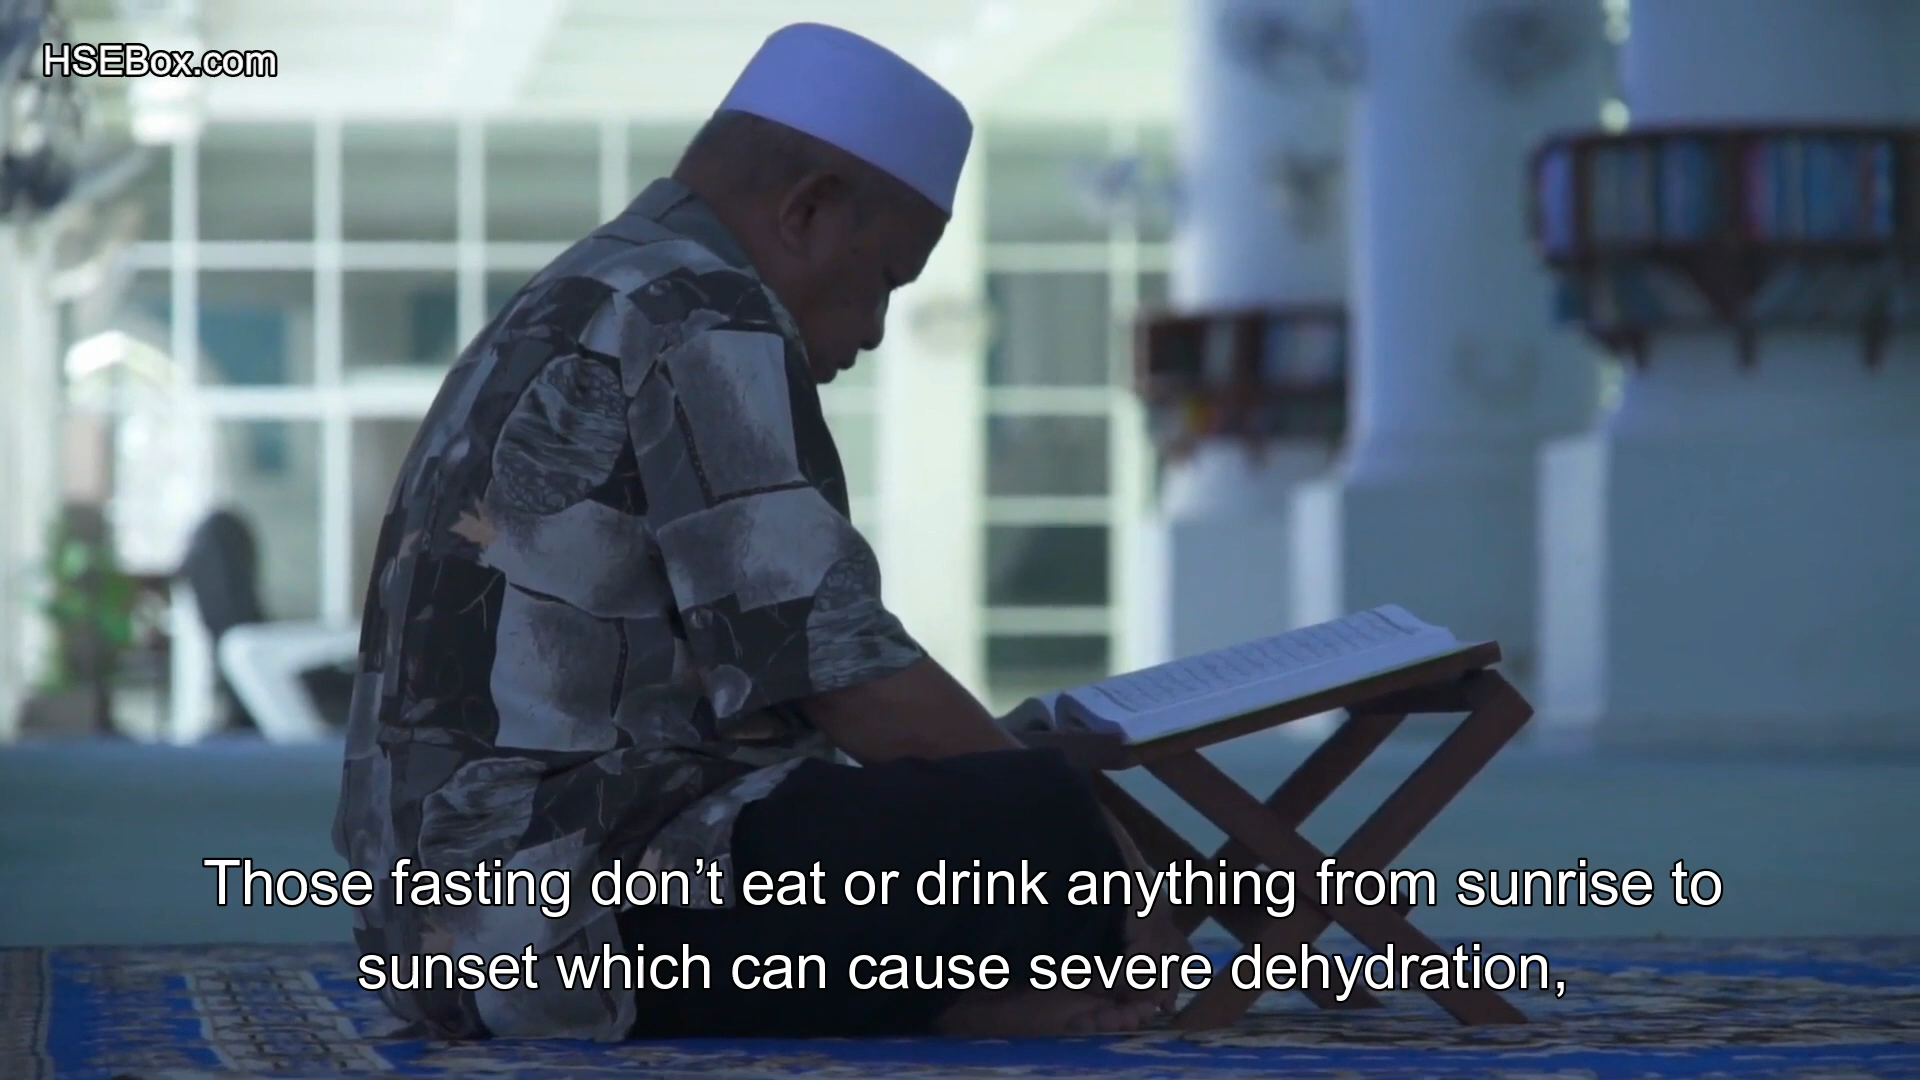 HSEBox.com
Those fasting don’t eat or drink anything from sunrise to
sunset which can cause severe dehydration,